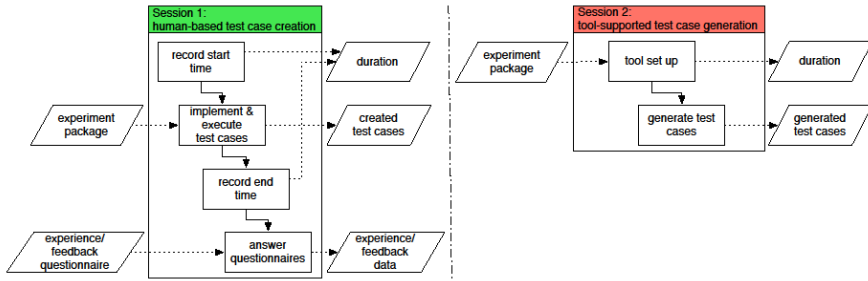 Session 1:
human-based test case creation
record start
time
duration
experiment
package
implement &
execute
test cases
created
test cases
record end
time
experience/
feedback
questionnaire
answer
questionnaires
experience/
feedback
data
Session 2:
tool-supported test case generation
experiment
package
tool set up
duration
generate test
cases
generated
test cases